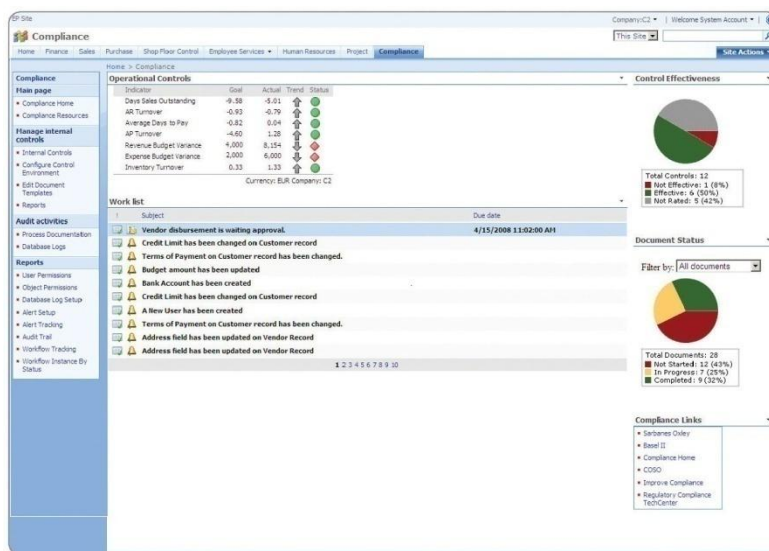 EP Site
Company:C2 | Welcome System Account |
Compliance
This Site
Home Finance Sales Purchase Shop Floor Control Employee Services Human Resources Project Compliance
Site Actions
Home > Compliance
Compliance
Main page
Compliance Home
Compliance Resources
Manage internal
controls
Internal Controls
Configure Control
Environment
Edit Document
Templates
Reports
Audit activities
Process Documentation
Database Logs
Reports
User Permissions
Object Permissions
Database Log Setup
Alert Setup
Alert Tracking
Audit Trail
Workflow Tracking
Workflow Instance By
Status
Operational Controls
Indicator Goal Actual Trend Status
Days Sales Outstanding -9.58 -5.01
AR Turnover -0.93 -0.79
Average Days to Pay -0.82 0.04
AP Turnover -4.60 1.28
Revenue Budget Variance 4,000 8,154
Expense Budget Variance 2,000 6,000
Inventory Turnover 0.33 1.33
Currency: EUR Company: C2
Work list
! Subject Due date
Vendor disbursement is waiting approval. 4/15/2008 11:02:00 AM
Credit Limit has been changed on Customer record
Terms of Payment on Customer record has been changed.
Budget amount has been updated
Bank Account has been created
Credit Limit has been changed on Customer record
A New User has been created
Terms of Payment on Customer record has been changed.
Address field has been updated on Vendor Record
Address field has been updated on Vendor Record
1 2 3 4 5 6 7 8 9 10
Control Effectiveness
Total Controls: 12
Not Effective: 1 (8%)
Effective: 6 (50%)
Not Rated: 5 (42%)
Document Status
Filter by: All documents
Total Documents: 28
Not Started: 12 (43%)
In Progress: 7 (25%)
Completed: 9 (32%)
Compliance Links
Sarbanes Oxley
Basel II
Compliance Home
COSO
Improve Compliance
Regulatory Compliance
TechCenter